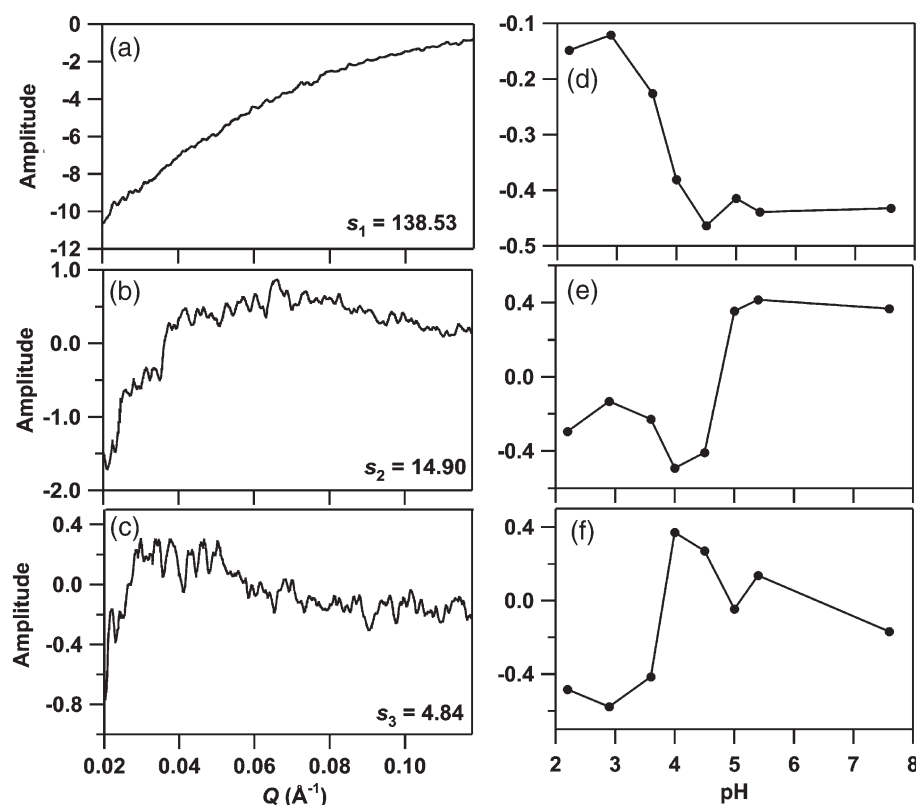 (a)
Amplitude
0
-2
-4
-6
-8
-10
-12
s1 = 138.53
(d)
-0.1
-0.2
-0.3
-0.4
-0.5
(b)
Amplitude
1.0
0.0
-1.0
-2.0
s2 = 14.90
(e)
0.4
0.0
-0.4
(c)
Amplitude
0.4
0.0
-0.4
-0.8
s3 = 4.84
0.02 0.04 0.06 0.08 0.10
Q (Å-1)
(f)
0.4
0.0
-0.4
2 3 4 5 6 7 8
pH